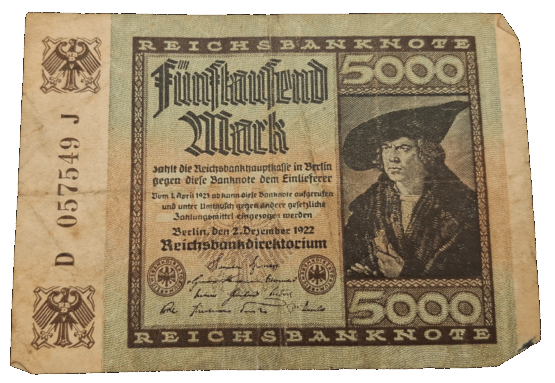 REICHSBANKNOTE
5000
Fünftausend
Mark
zahlt die Reichsbankhauptkasse in Berlin
gegen diese Banknote dem Einlieferer
Vom 1. April 1923 ab kann diese Banknote aufgerufen
und unter Umtausch gegen andere gesetzliche
Zahlungsmittel eingezogen werden
Berlin, den 2. Dezember 1922
Reichsbankdirektorium
5000
REICHSBANKNOTE
D 057549 J